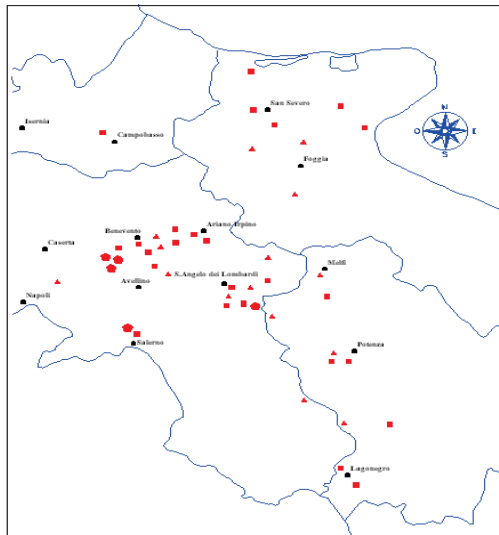 San Severo
N
Isernia
O
E
Campobasso
S
Foggia
Benevento
Ariano Irpino
Caserta
Melfi
S.Angelo dei Lombardi
Avellino
Napoli
Salerno
Potenza
Lagonegro